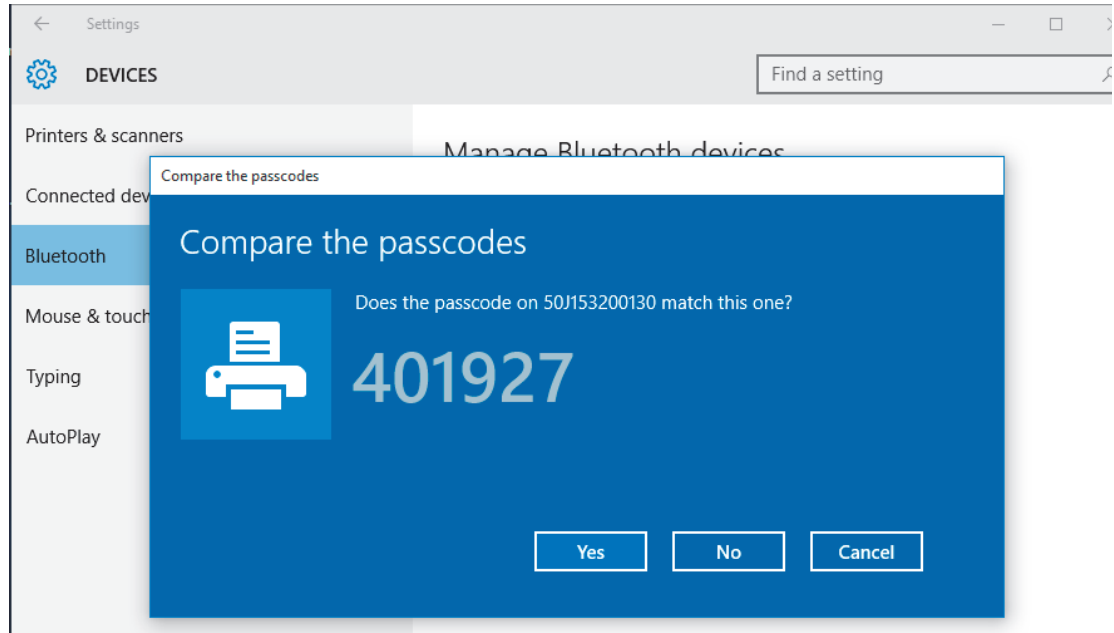 Settings
DEVICES
Find a setting
Printers & scanners
Manage Bluetooth devices
Compare the passcodes
Connected dev
Compare the passcodes
Bluetooth
Does the passcode on 50J153200130 match this one?
Mouse & touch
401927
Typing
AutoPlay
Yes
No
Cancel